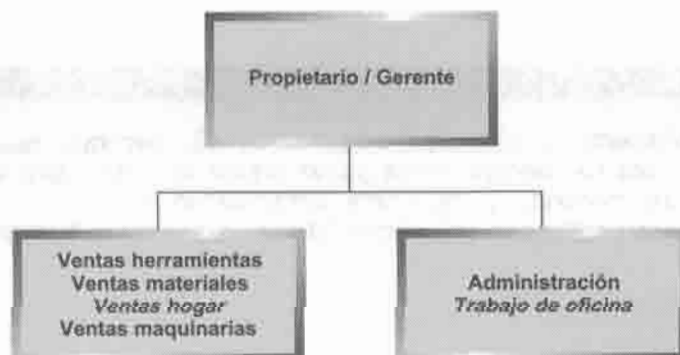 Propietario / Gerente
Ventas herramientas
Ventas materiales
Ventas hogar
Ventas maquinarias
Administración
Trabajo de oficina